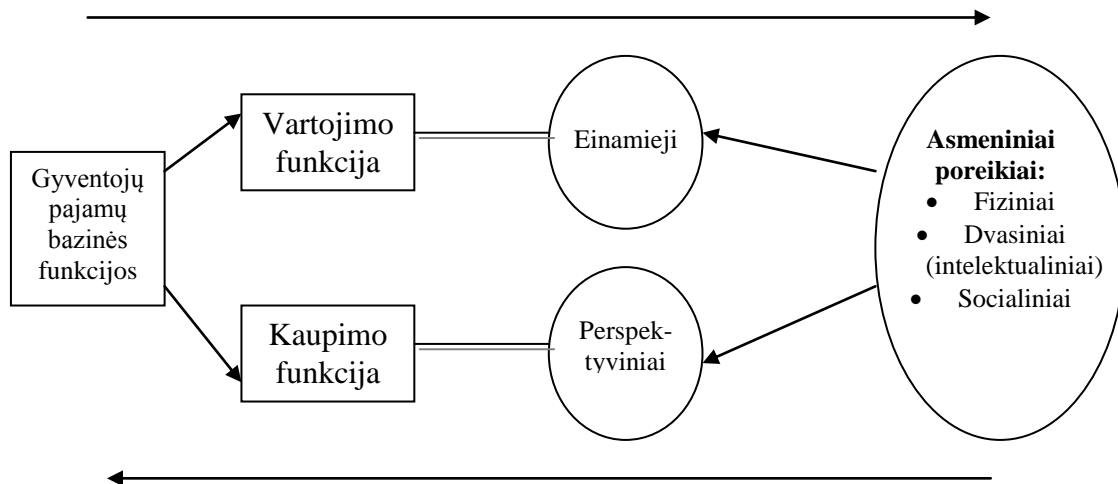 Gyventojų
pajamų
bazinės
funkcijos
Vartojimo
funkcija
Kaupimo
funkcija
Einamieji
Perspek-
tyviniai
Asmeniniai
poreikiai:
• Fiziniai
• Dvasiniai
(intelektualiniai)
• Socialiniai